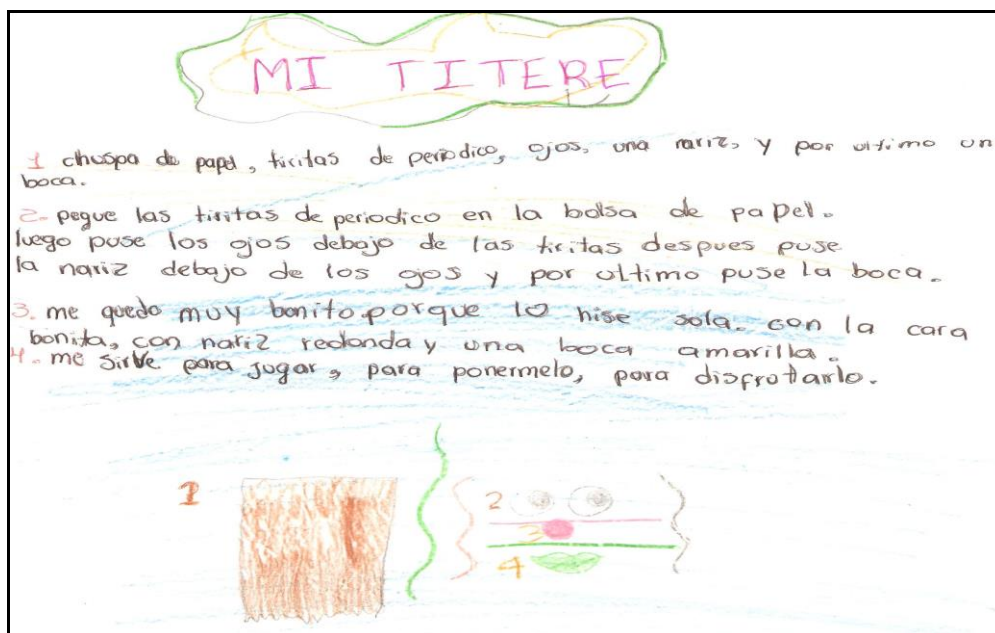 MI TITERE
1 chuspa de papel, tiritas de periodico, ojos, una nariz, y por ultimo un
boca.
2- pegue las tiritas de periodico en la bolsa de papel.
luego puse los ojos debajo de las tiritas despues puse
la nariz debajo de los ojos y por ultimo puse la boca.
3. me quedo muy bonito porque lo hise sola. con la cara
bonita, con nariz redonda y una boca amarilla.
4. me sirve para jugar, para ponermelo, para disfrutarlo.
1
2
3
4